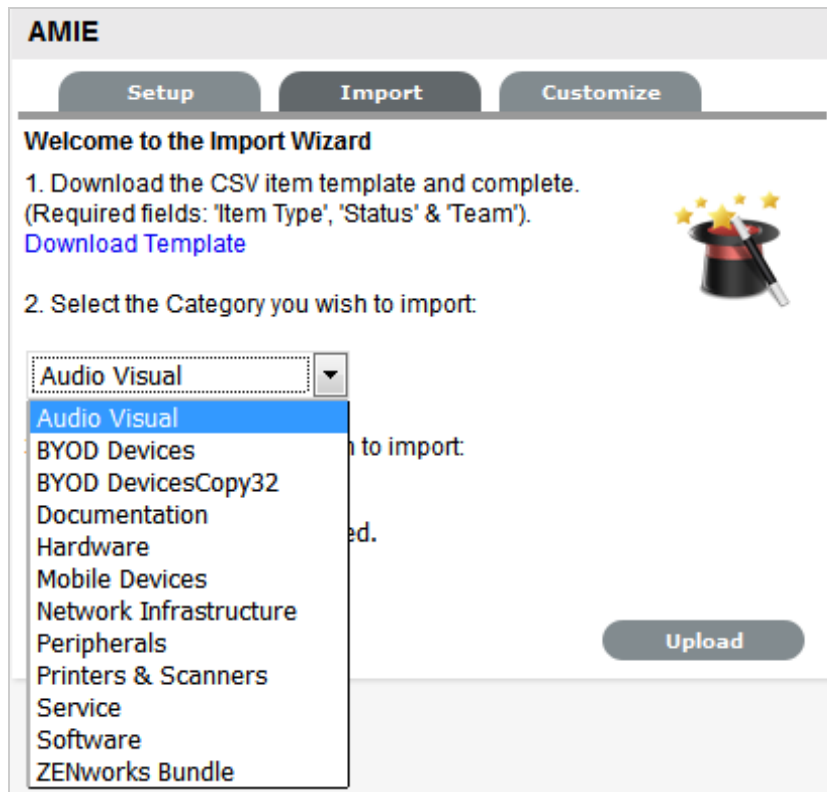 AMIE
Setup Import Customize
Welcome to the Import Wizard
1. Download the CSV item template and complete.
(Required fields: 'Item Type', 'Status' & 'Team').
Download Template
2. Select the Category you wish to import:
Audio Visual
Audio Visual
BYOD Devices
to import:
BYOD DevicesCopy32
Documentation
Hardware
Mobile Devices
Network Infrastructure
Peripherals
Upload
Printers & Scanners
Service
Software
ZENworks Bundle